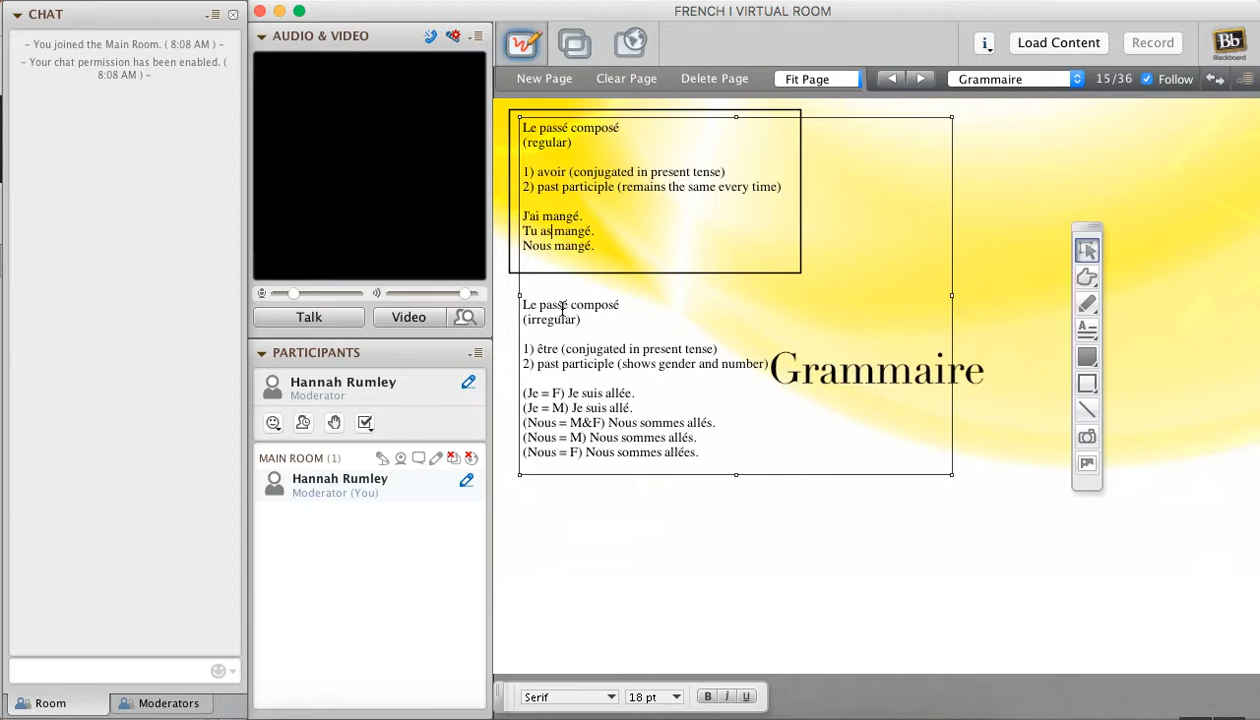 CHAT
– You joined the Main Room. ( 8:08 AM ) –
– Your chat permission has been enabled. (
8:08 AM ) –
Room
Moderators
AUDIO & VIDEO
Talk
Video
PARTICIPANTS
Hannah Rumley
Moderator
MAIN ROOM (1)
Hannah Rumley
Moderator (You)
FRENCH I VIRTUAL ROOM
i
Load Content
Record
Bb
Blackboard
New Page
Clear Page
Delete Page
Fit Page
Grammaire
15/36
Follow
Le passé composé
(regular)
1) avoir (conjugated in present tense)
2) past participle (remains the same every time)
J'ai mangé.
Tu as mangé.
Nous mangé.
Le passé composé
(irregular)
1) être (conjugated in present tense)
2) past participle (shows gender and number)
Grammaire
(Je = F) Je suis allée.
(Je = M) Je suis allé.
(Nous = M&F) Nous sommes allés.
(Nous = M) Nous sommes allés.
(Nous = F) Nous sommes allées.
A
Serif
18 pt
B
i
U